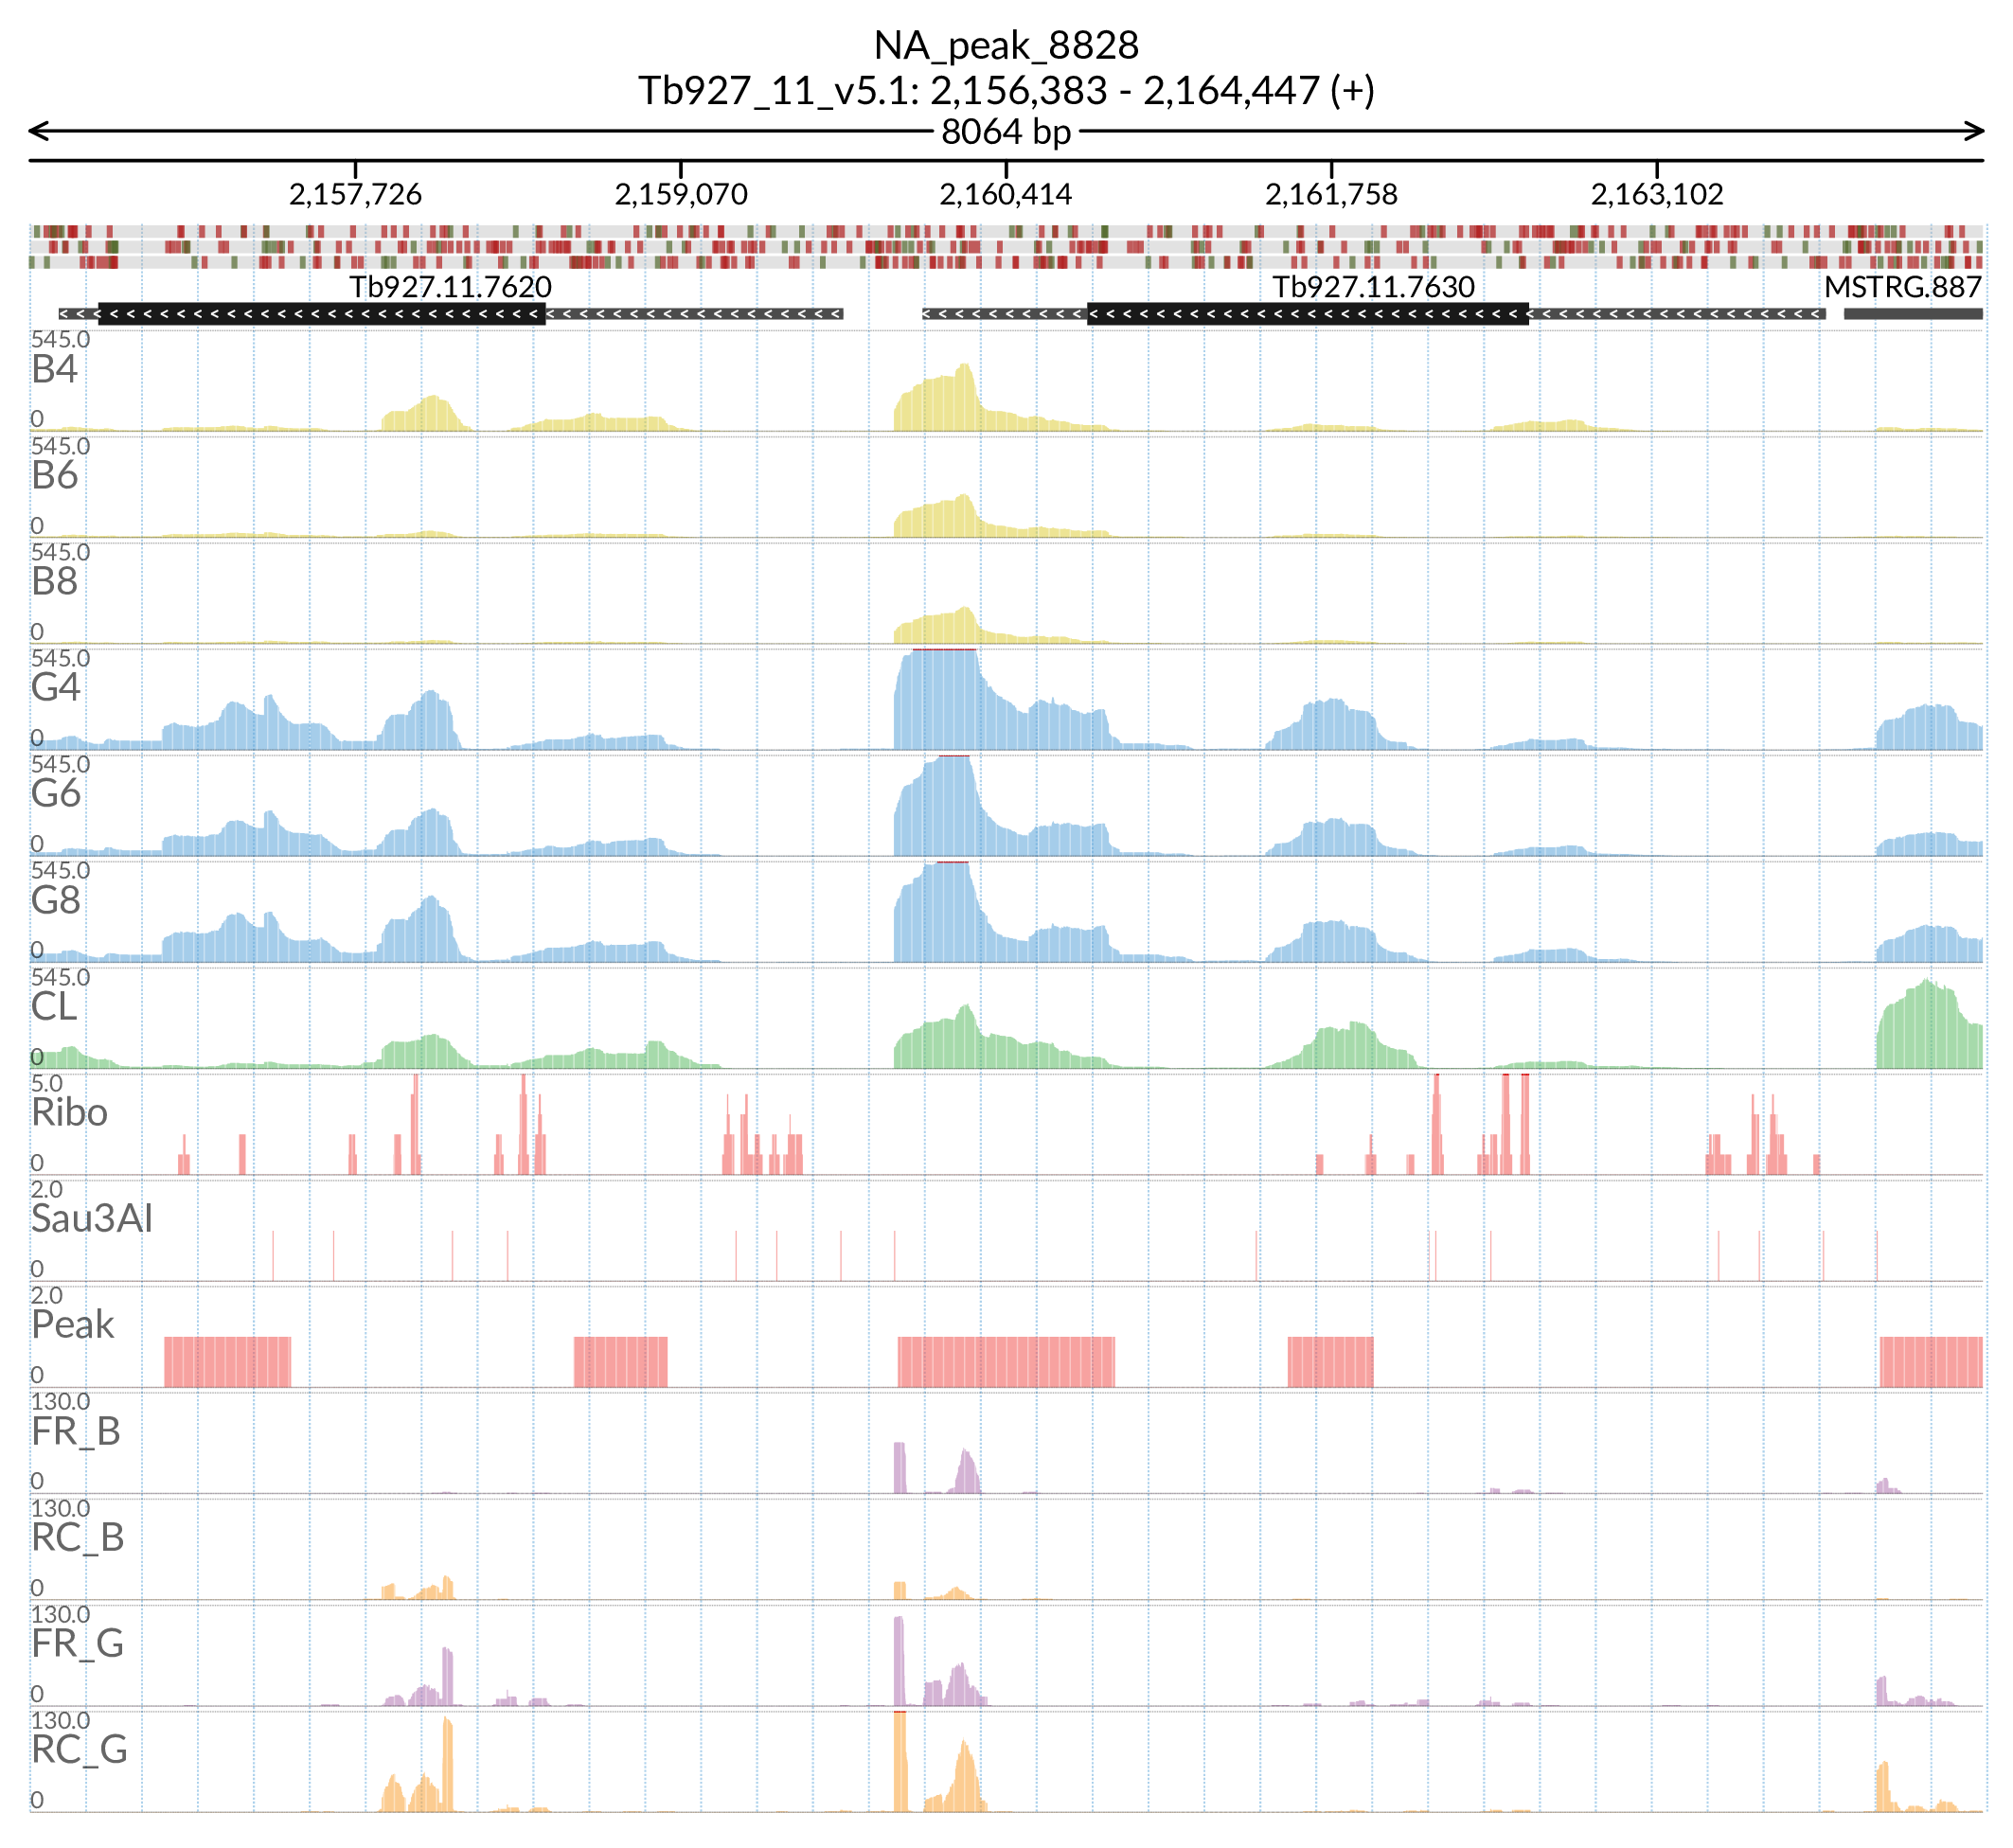 NA_peak_8828
Tb927_11_v5.1: 2,156,383 - 2,164,447 (+)
8064 bp
2,157,726 2,159,070 2,160,414 2,161,758 2,163,102
Tb927.11.7620 Tb927.11.7630 MSTRG.887
545.0
B4
0
545.0
B6
0
545.0
B8
0
545.0
G4
0
545.0
G6
0
545.0
G8
0
545.0
CL
0
5.0
Ribo
0
2.0
Sau3AI
0
2.0
Peak
0
130.0
FR_B
0
130.0
RC_B
0
130.0
FR_G
0
130.0
RC_G
0